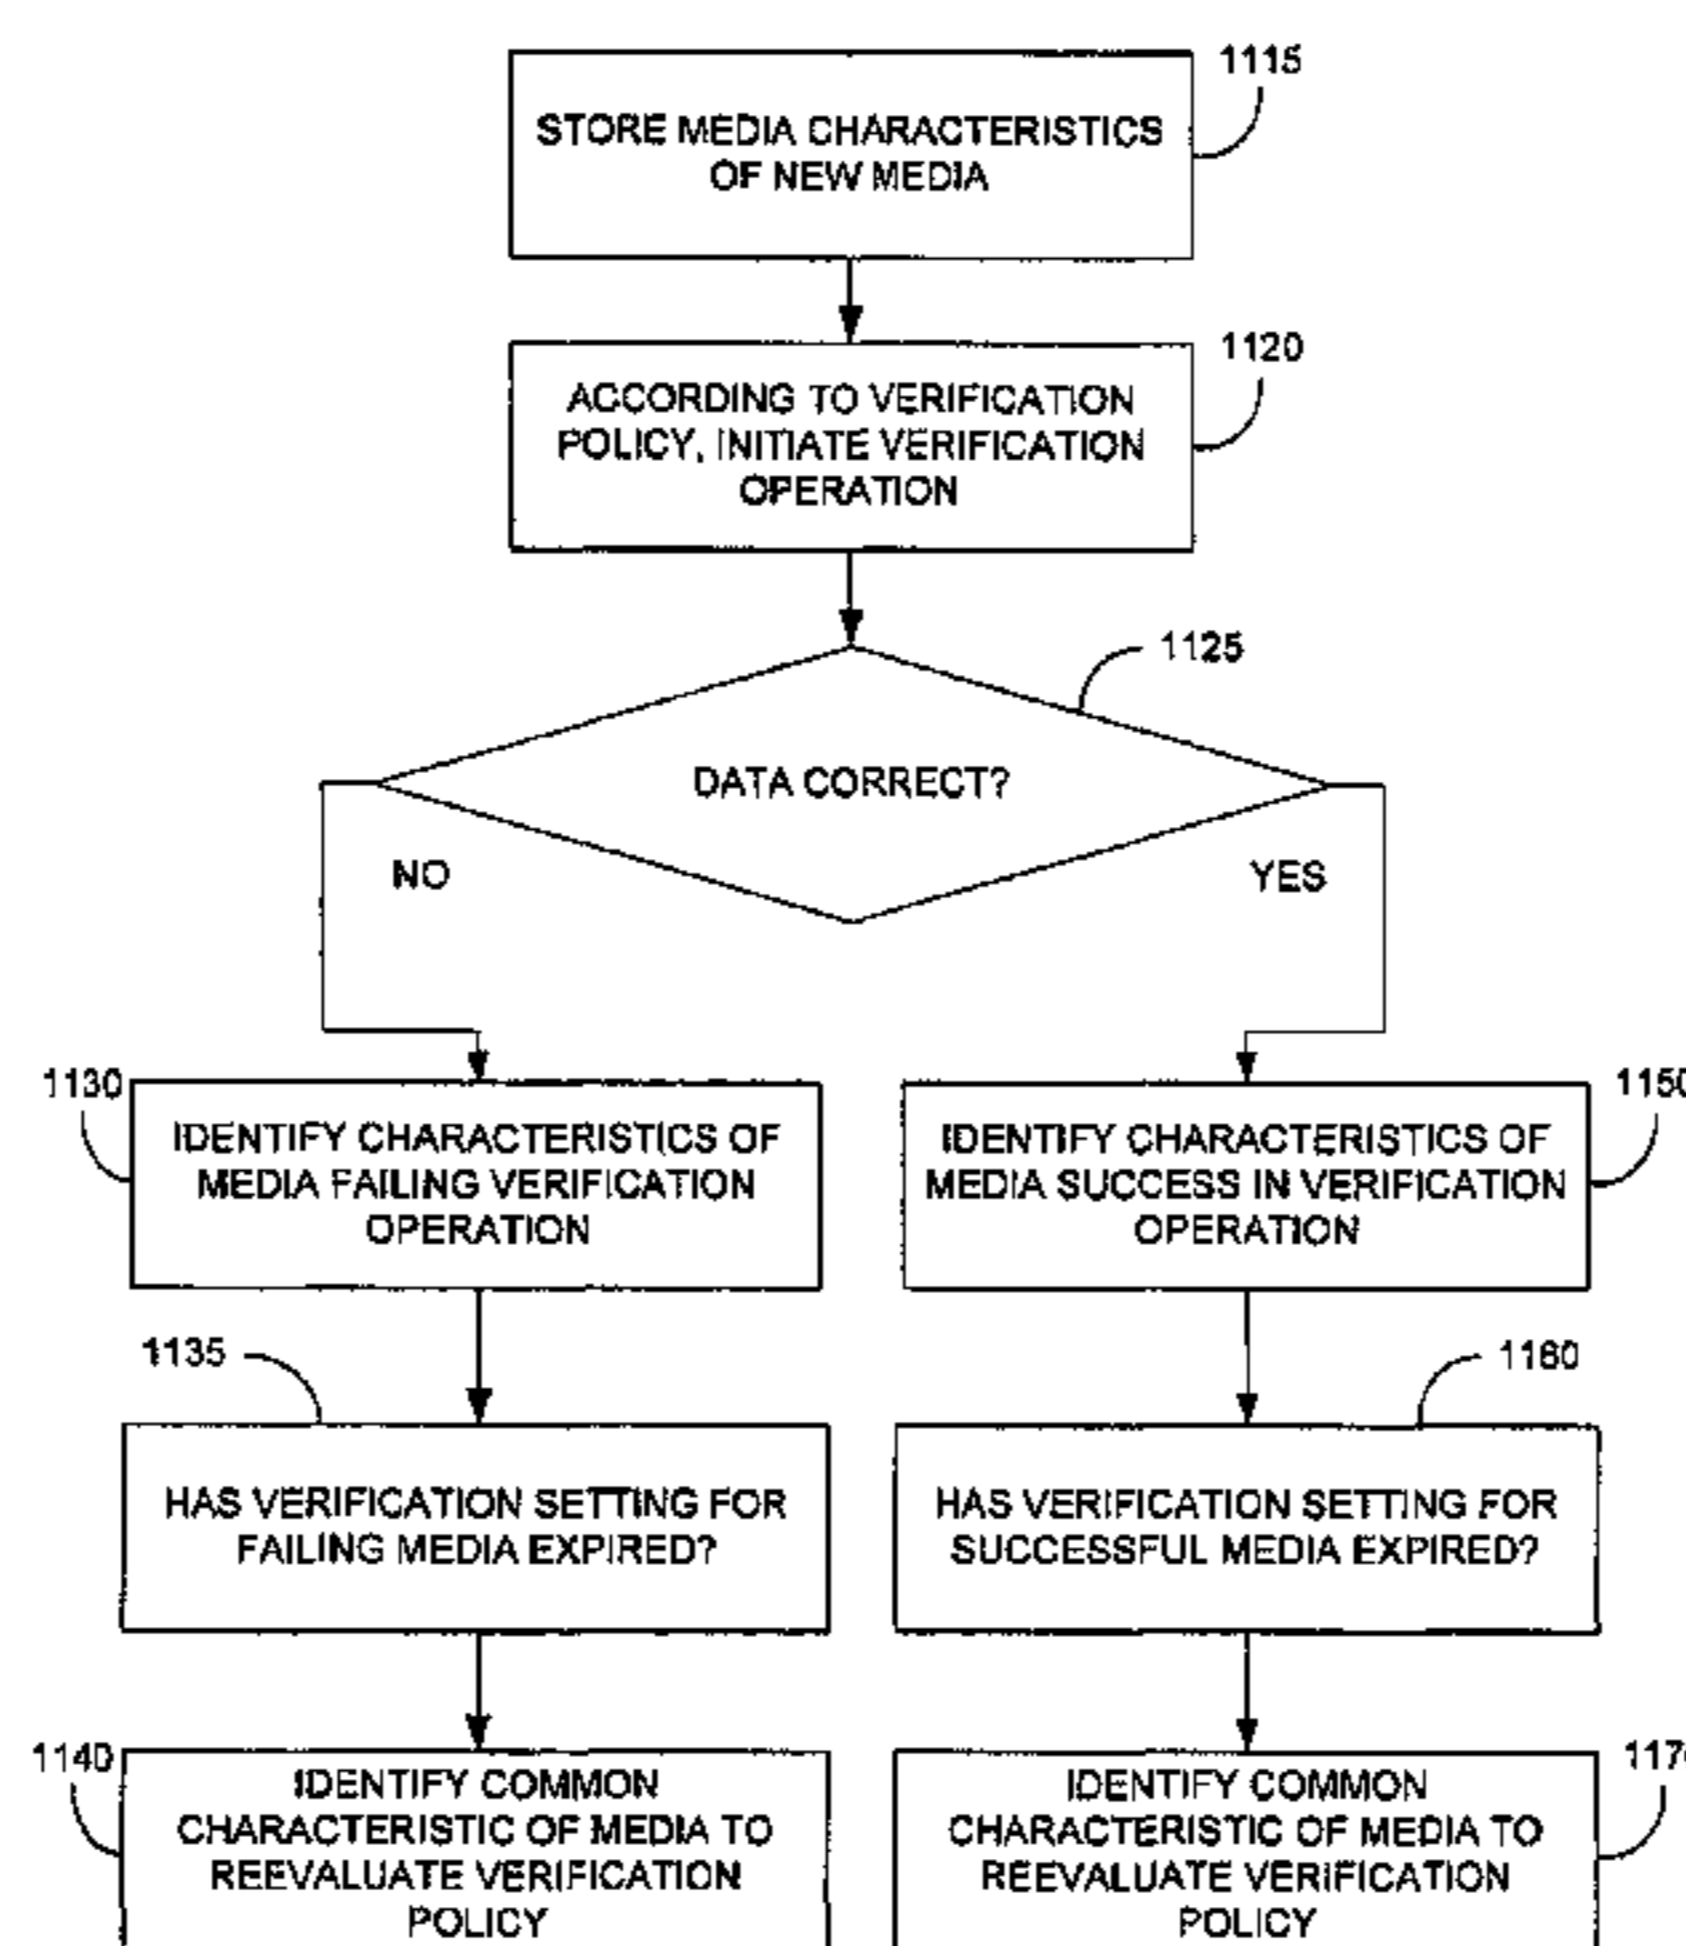 1115
STORE MEDIA CHARACTERISTICS
OF NEW MEDIA
1120
ACCORDING TO VERIFICATION
POLICY, INITIATE VERIFICATION
OPERATION
1125
DATA CORRECT?
NO
YES
1130
IDENTIFY CHARACTERISTICS OF
MEDIA FAILING VERIFICATION
OPERATION
1150
IDENTIFY CHARACTERISTICS OF
MEDIA SUCCESS IN VERIFICATION
OPERATION
1135
HAS VERIFICATION SETTING FOR
FAILING MEDIA EXPIRED?
1160
HAS VERIFICATION SETTING FOR
SUCCESSFUL MEDIA EXPIRED?
1140
IDENTIFY COMMON
CHARACTERISTIC OF MEDIA TO
REEVALUATE VERIFICATION
POLICY
IDENTIFY COMMON
CHARACTERISTIC OF MEDIA TO
REEVALUATE VERIFICATION
POLICY